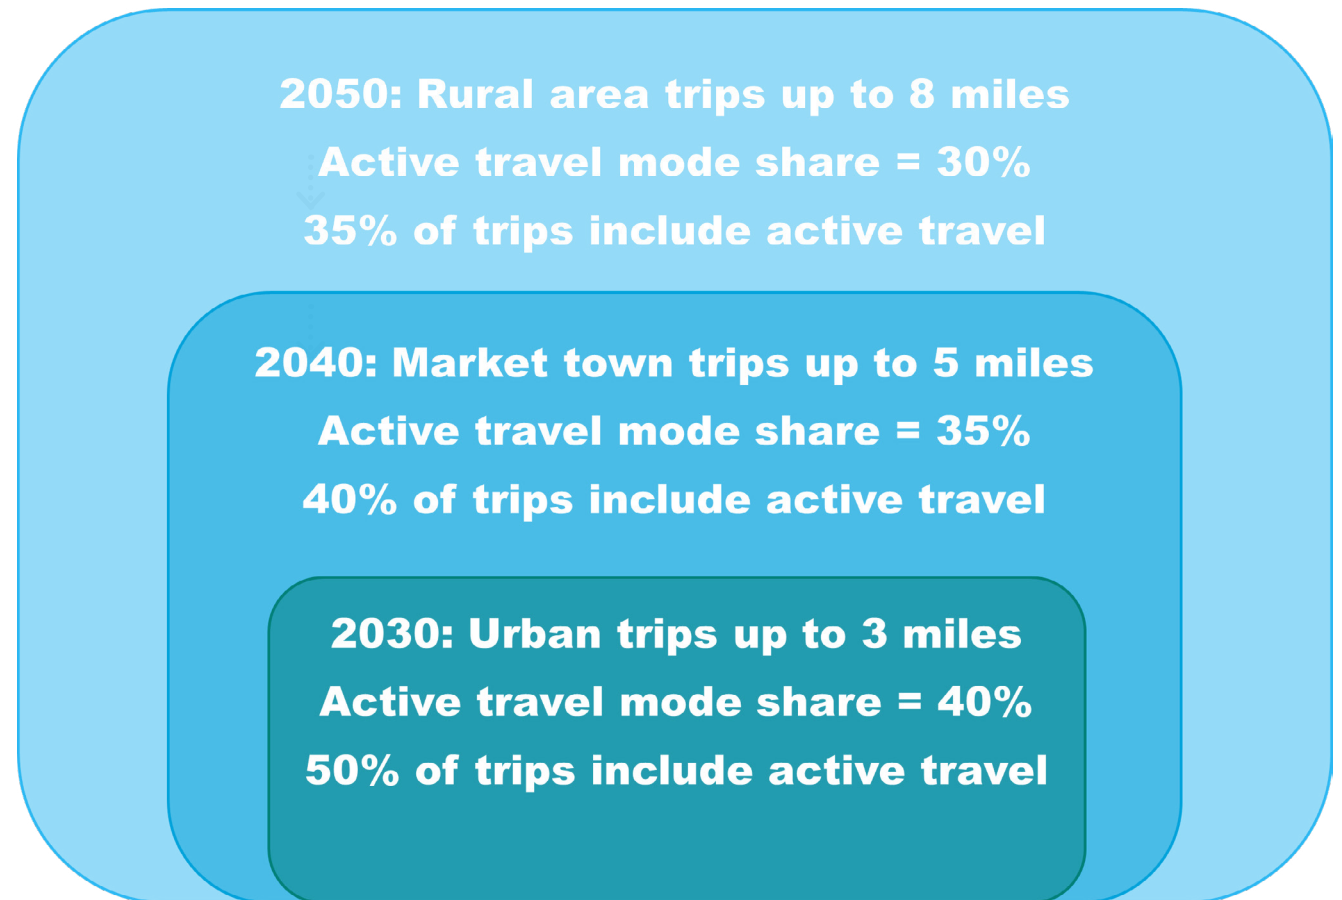 2050: Rural area trips up to 8 miles
Active travel mode share = 30%
35% of trips include active travel
2040: Market town trips up to 5 miles
Active travel mode share = 35%
40% of trips include active travel
2030: Urban trips up to 3 miles
Active travel mode share = 40%
50% of trips include active travel